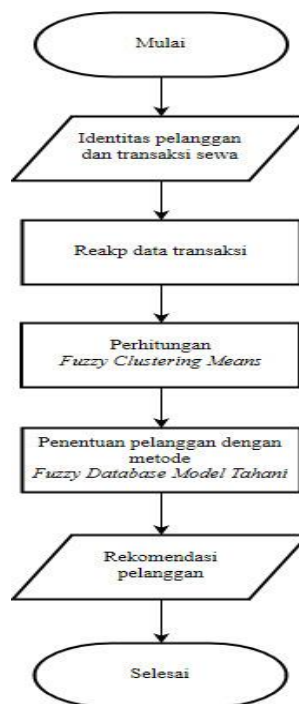 Mulai
Identitas pelanggan
dan transaksi sewa
Reakp data transaksi
Perhitungan
Fuzzy Clustering Means
Penentuan pelanggan dengan
metode
Fuzzy Database Model Tahani
Rekomendasi
pelanggan
Selesai